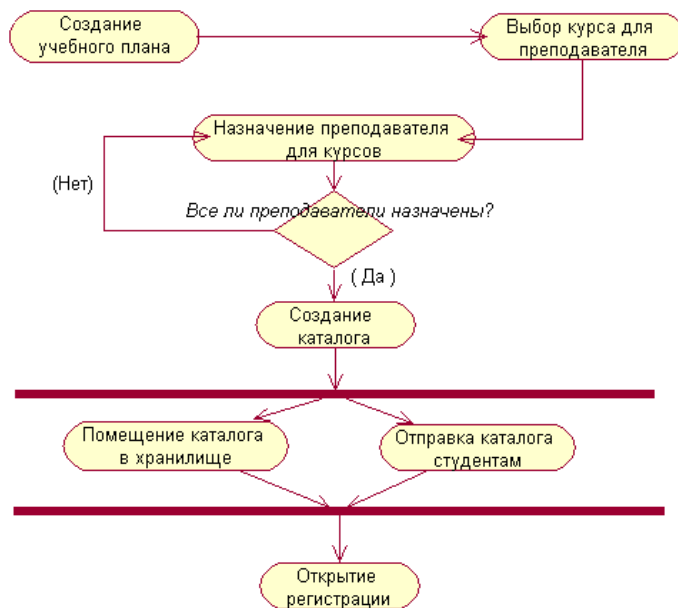 Создание
учебного плана
Выбор курса для
преподавателя
Назначение преподавателя
для курсов
(Нет)
Все ли преподаватели назначены?
( Да )
Создание
каталога
Помещение каталога
в хранилище
Отправка каталога
студентам
Открытие
регистрации